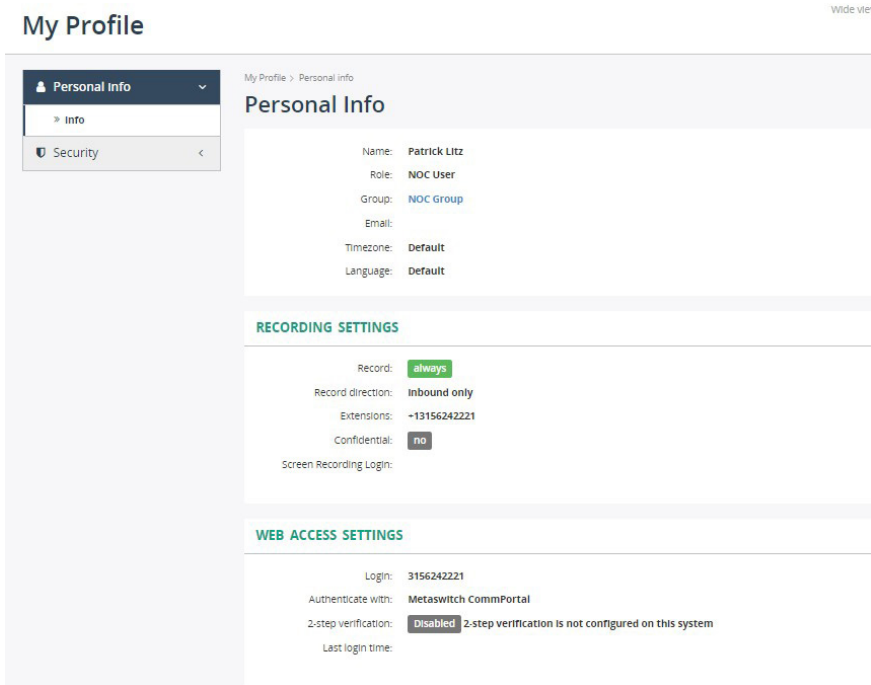 Wide vie
My Profile
Personal Info
» Info
Security
My Profile > Personal info
Personal Info
Name: Patrick Litz
Role: NOC User
Group: NOC Group
Email:
Timezone: Default
Language: Default
RECORDING SETTINGS
Record: always
Record direction: Inbound only
Extensions: +13156242221
Confidential: no
Screen Recording Login:
WEB ACCESS SETTINGS
Login: 3156242221
Authenticate with: Metaswitch CommPortal
2-step verification: Disabled 2-step verification is not configured on this system
Last login time: